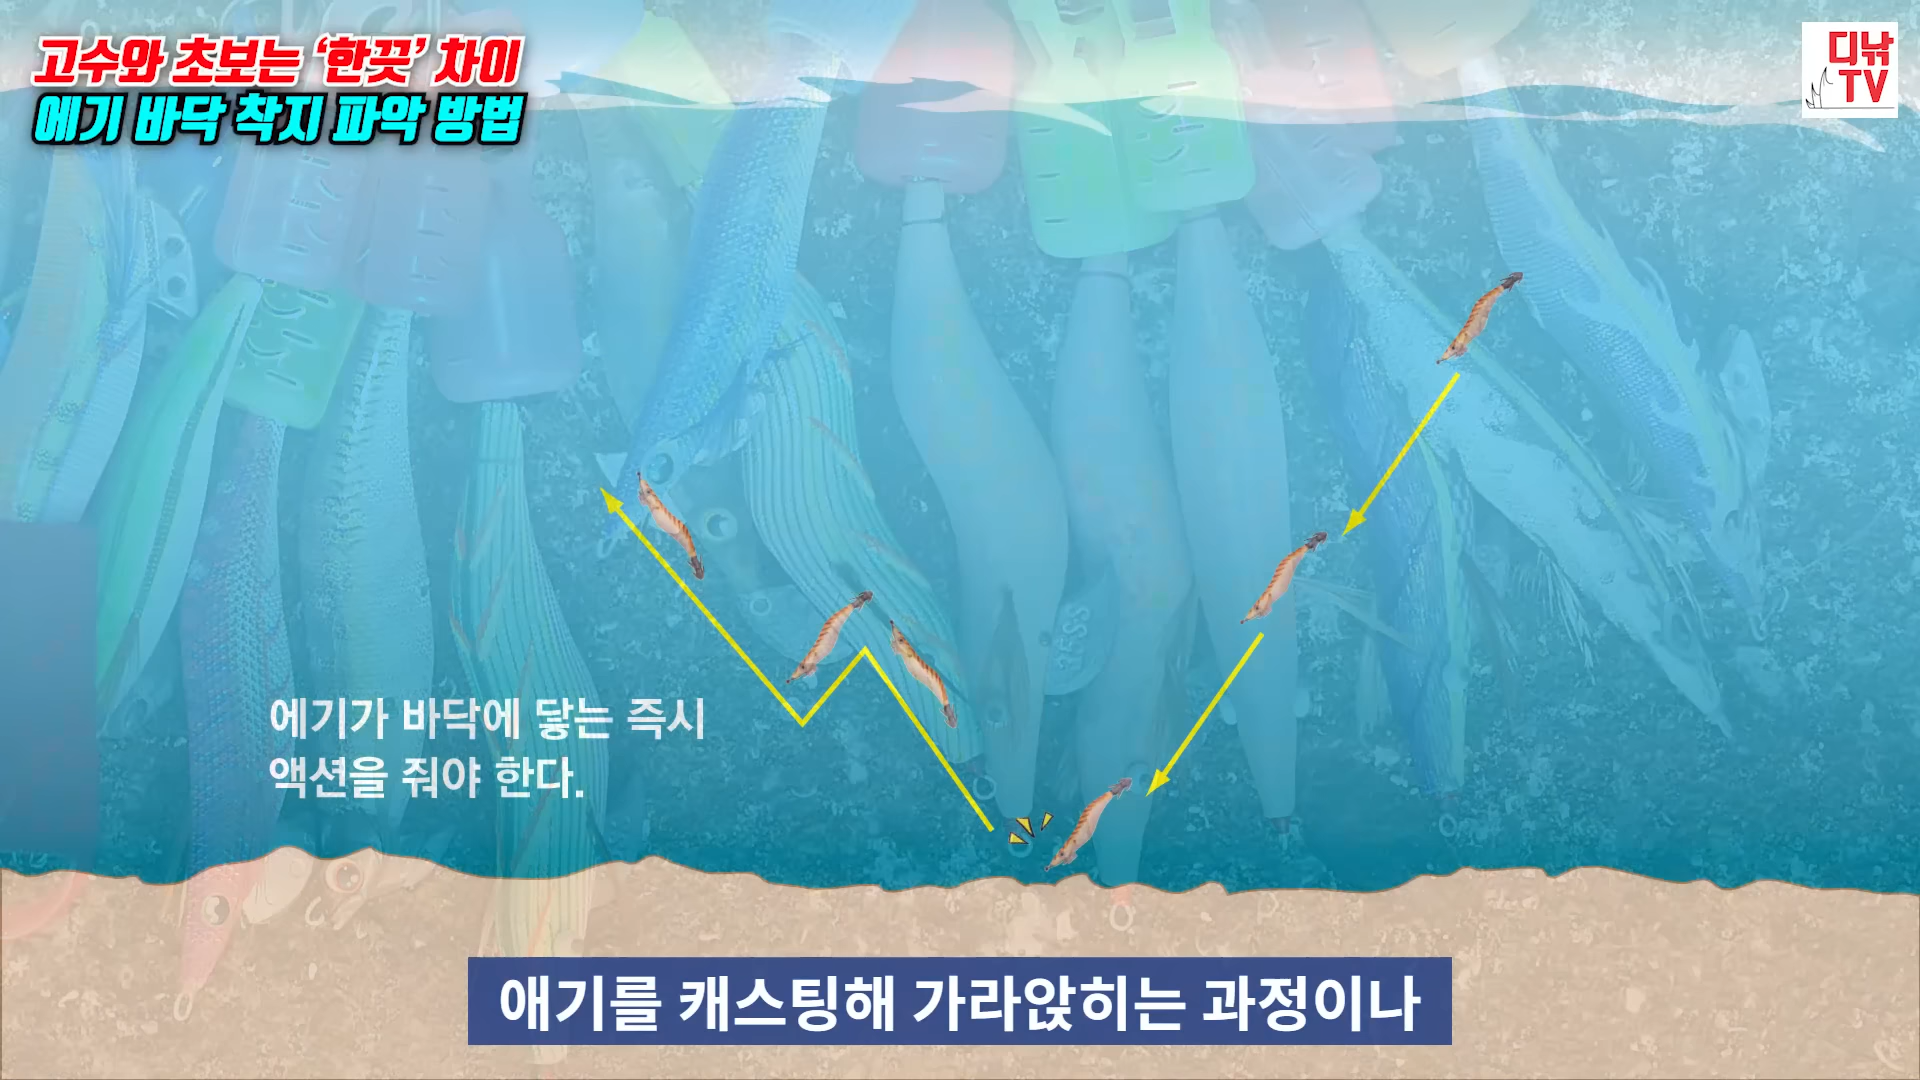 고수와 초보는 ‘한끗’ 차이
에기 바닥 착지 파악 방법
디낚
TV
에기가 바닥에 닿는 즉시
액션을 줘야 한다.
애기를 캐스팅해 가라앉히는 과정이나